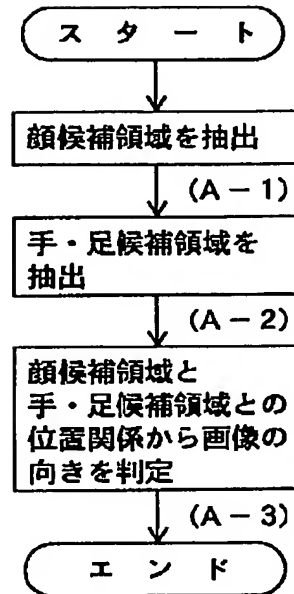 スタート
顔候補領域を抽出
(A-1)
手・足候補領域を
抽出
(A-2)
顔候補領域と
手・足候補領域との
位置関係から画像の
向きを判定
(A-3)
エンド